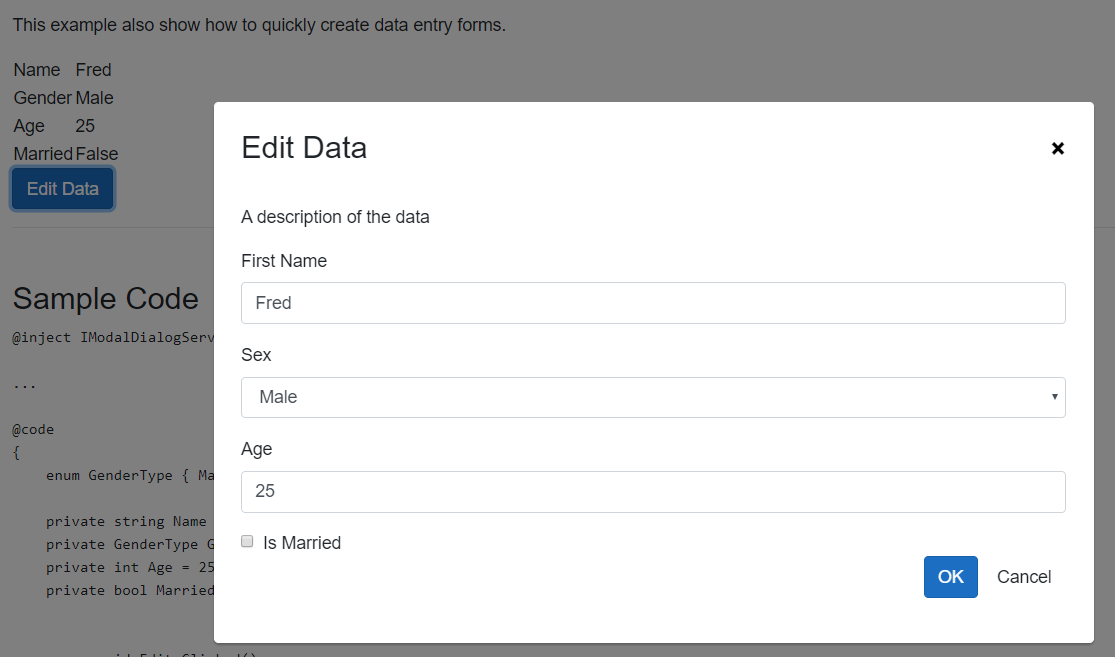 This example also show how to quickly create data entry forms.
Name Fred
Gender Male
Age 25
Married False
Edit Data
Sample Code
@inject IModalDialogServ
...
@code
{
enum GenderType { Ma
private string Name
private GenderType G
private int Age = 25
private bool Married
Edit Data
×
A description of the data
First Name
Fred
Sex
Male
Age
25
Is Married
OK Cancel